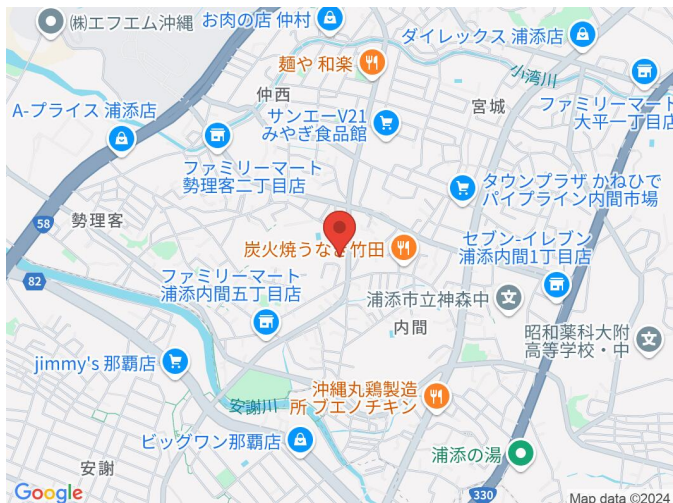 ㈱エフエム沖縄
お肉の店 仲村
ダイレックス 浦添店
麺や 和楽
小湾川
仲西
宮城
ファミリーマート
大平一丁目店
A-プライス 浦添店
サンエーV21
みやぎ食品館
ファミリーマート
勢理客二丁目店
タウンプラザ かねひで
パイプライン内間市場
58
勢理客
炭火焼うなぎ竹田
セブン-イレブン
浦添内間1丁目店
82
ファミリーマート
浦添内間五丁目店
浦添市立神森中
内間
昭和薬科大附
高等学校・中
jimmy's 那覇店
安謝川
沖縄丸鶏製造
所 ブエノチキン
ビッグワン那覇店
浦添の湯
安謝
330
Google
Map data ©2024